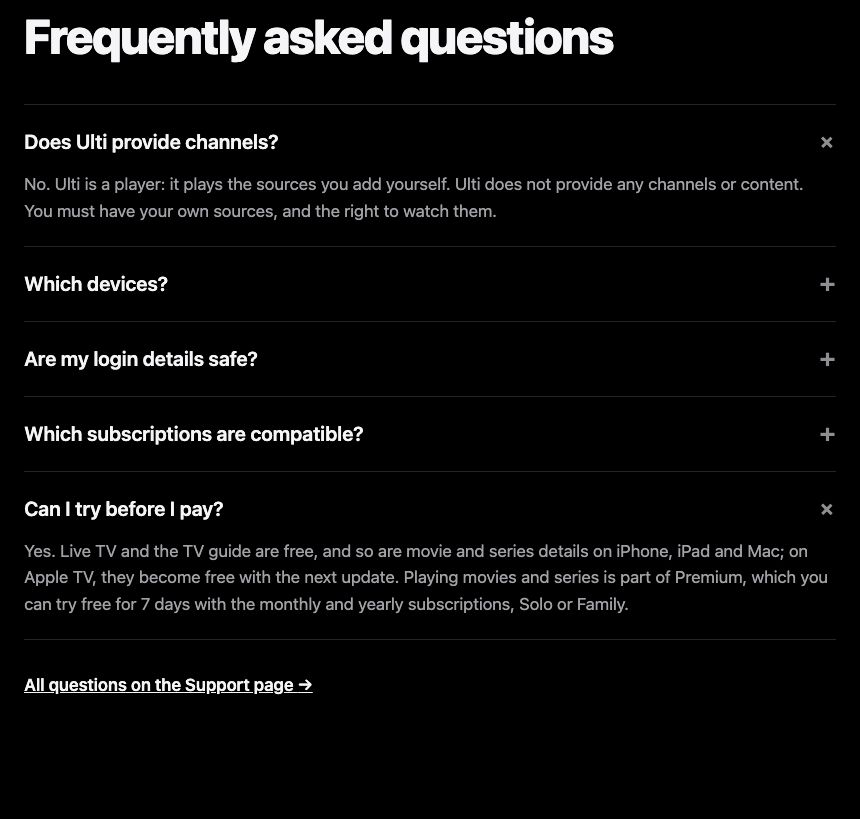 Frequently asked questions
Does Ulti provide channels?
No. Ulti is a player: it plays the sources you add yourself. Ulti does not provide any channels or content.
You must have your own sources, and the right to watch them.
Which devices?
Are my login details safe?
Which subscriptions are compatible?
Can I try before I pay?
Yes. Live TV and the TV guide are free, and so are movie and series details on iPhone, iPad and Mac; on
Apple TV, they become free with the next update. Playing movies and series is part of Premium, which you
can try free for 7 days with the monthly and yearly subscriptions, Solo or Family.
All questions on the Support page →